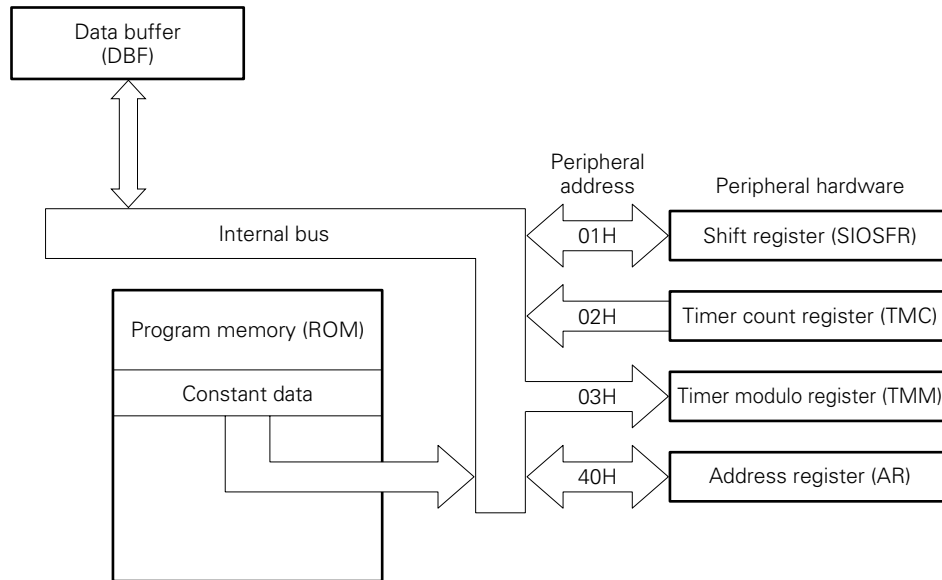 Data buffer
(DBF)
Peripheral
address
Peripheral hardware
Internal bus
01H
Shift register (SIOSFR)
Program memory (ROM)
02H
Timer count register (TMC)
Constant data
03H
Timer modulo register (TMM)
40H
Address register (AR)